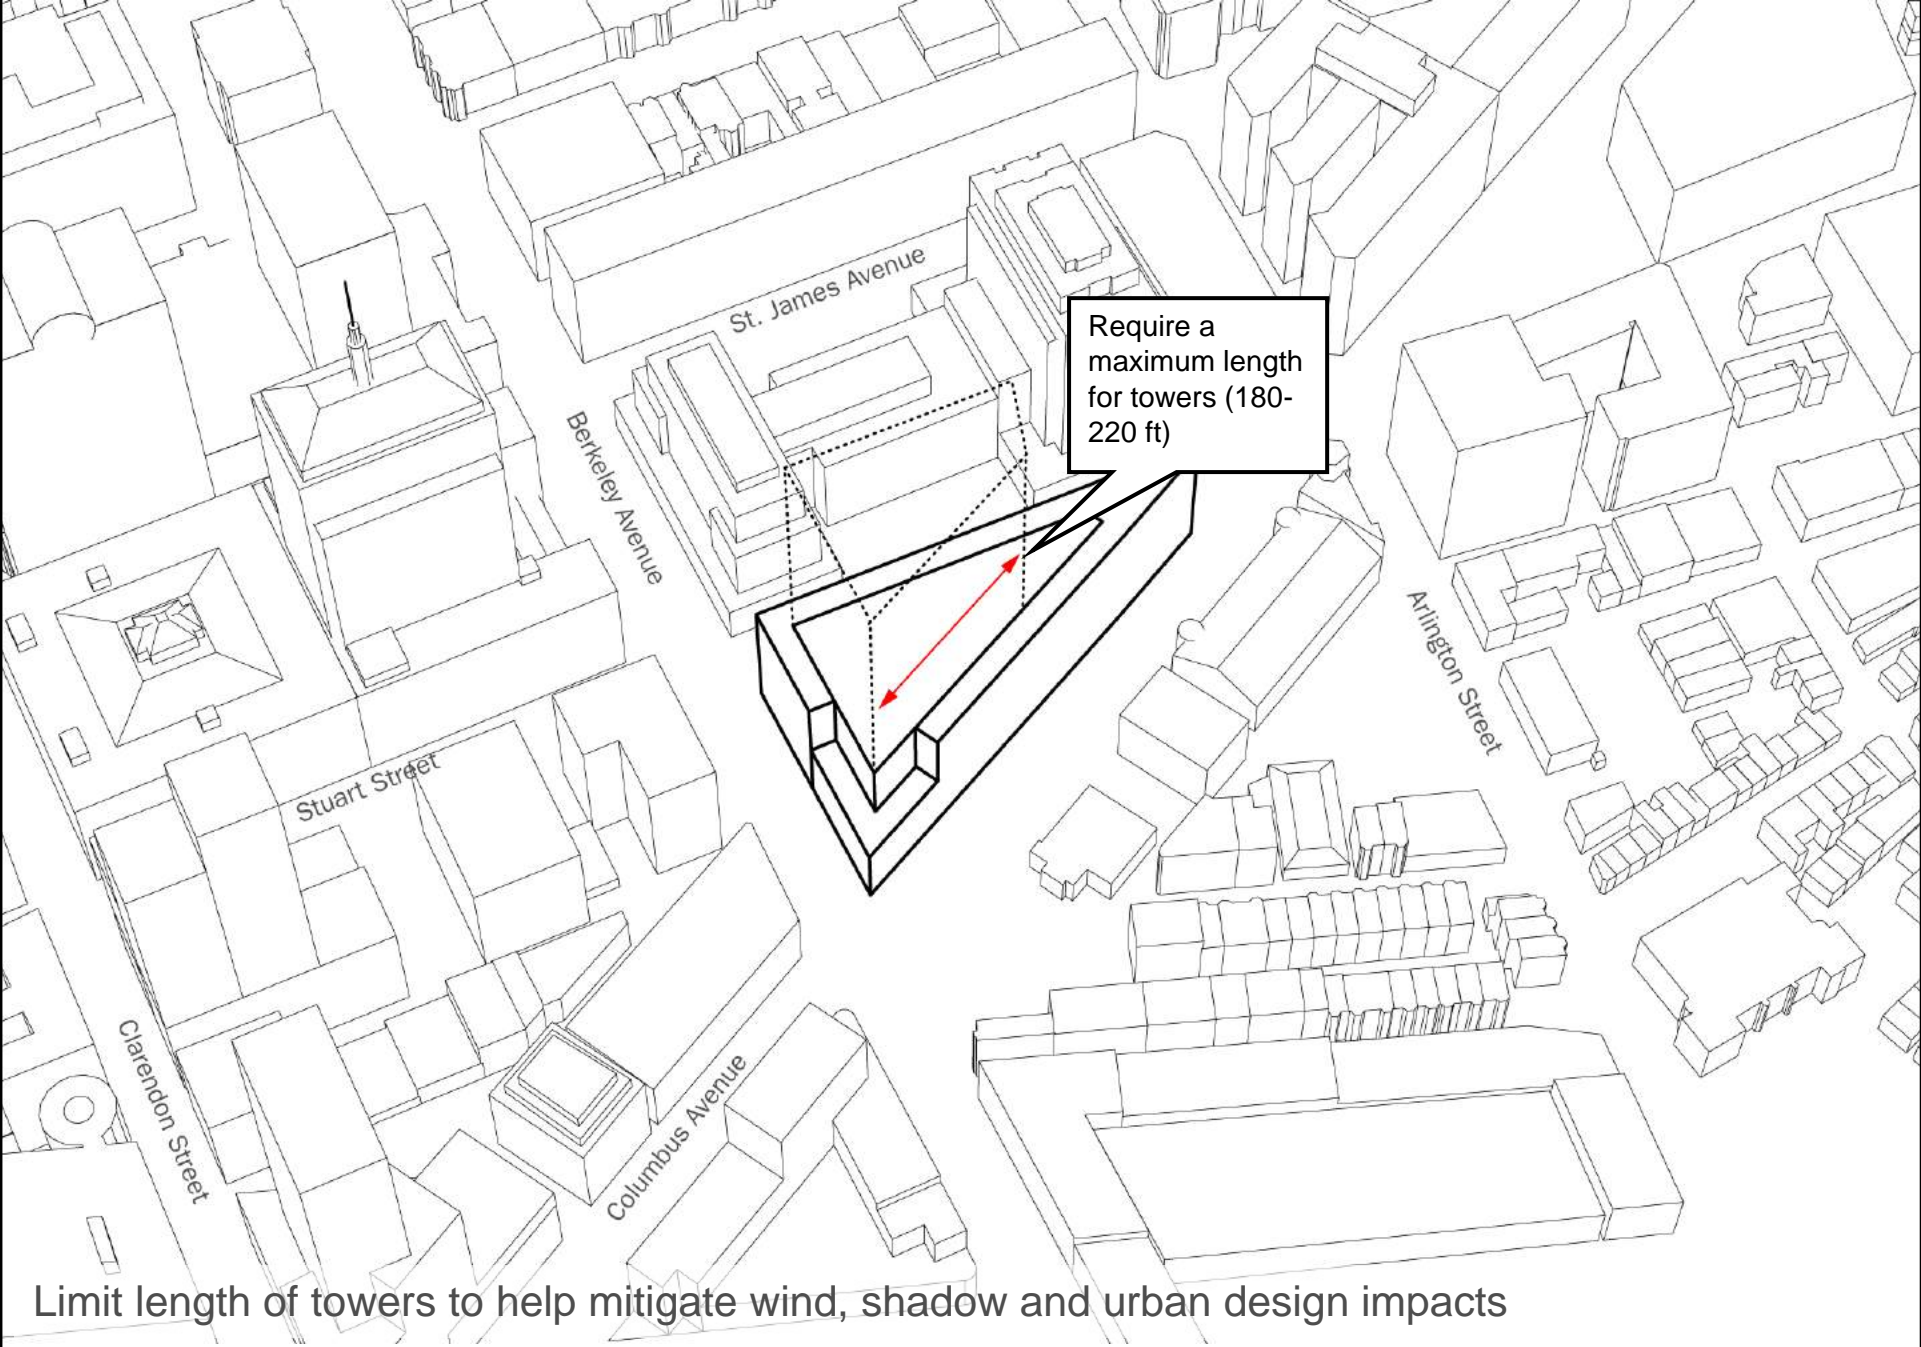 St. James Avenue
Require a
maximum length
for towers (180-
220 ft)
Berkeley Avenue
Arlington Street
Stuart Street
Clarendon Street
Columbus Avenue
Limit length of towers to help mitigate wind, shadow and urban design impacts